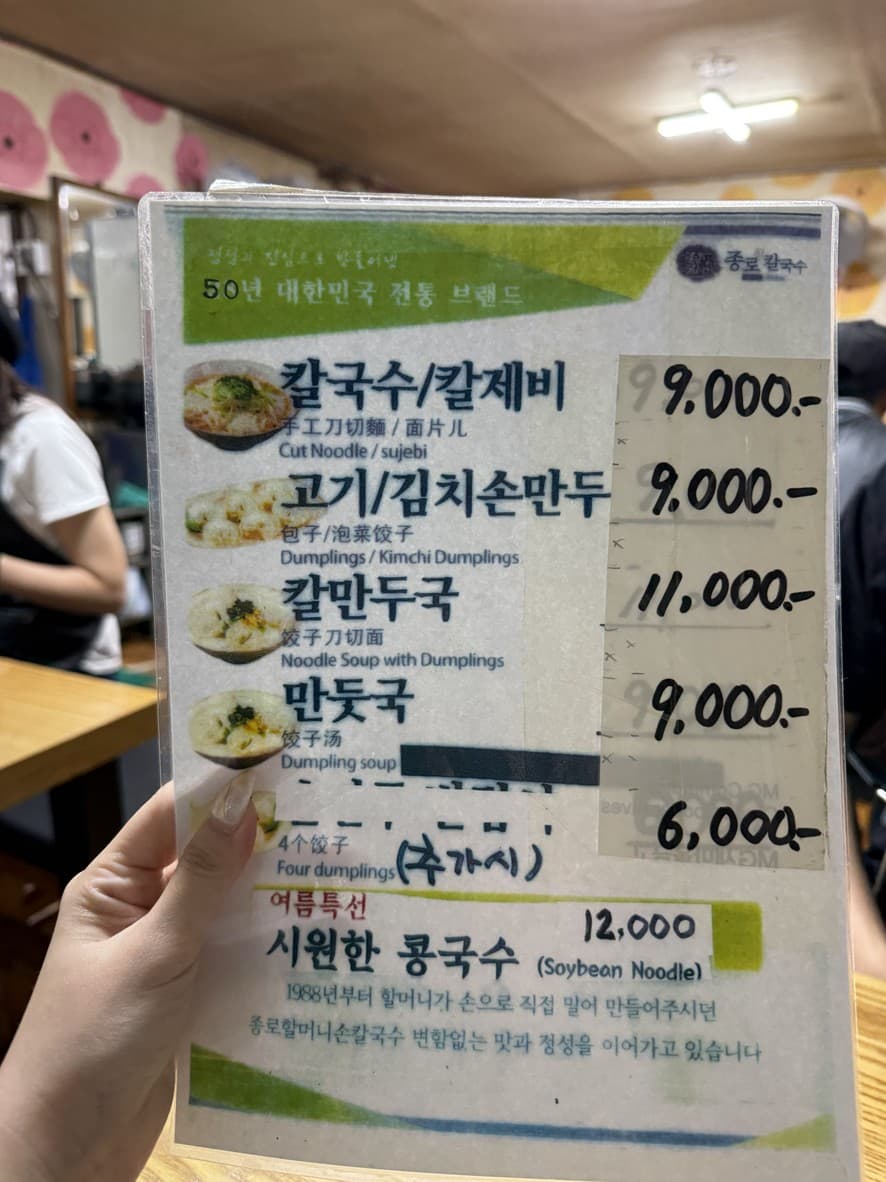 정성과 진심으로 만들어낸
50년 대한민국 전통 브랜드
종로칼국수
칼국수/칼제비 9.000.-
手工刀切麵 / 面片儿
Cut Noodle / sujebi
고기/김치손만두 9.000.-
包子/泡菜饺子
Dumplings / Kimchi Dumplings
칼만두국 11,000.-
饺子刀切面
Noodle Soup with Dumplings
만둣국 9,000.-
饺子汤
Dumpling soup
6,000.-
4个饺子
Four dumplings (추가시)
여름특선 12,000
시원한 콩국수 (Soybean Noodle)
1988년부터 할머니가 손으로 직접 밀어 만들어주시던
종로할머니손칼국수 변함없는 맛과 정성을 이어가고 있습니다